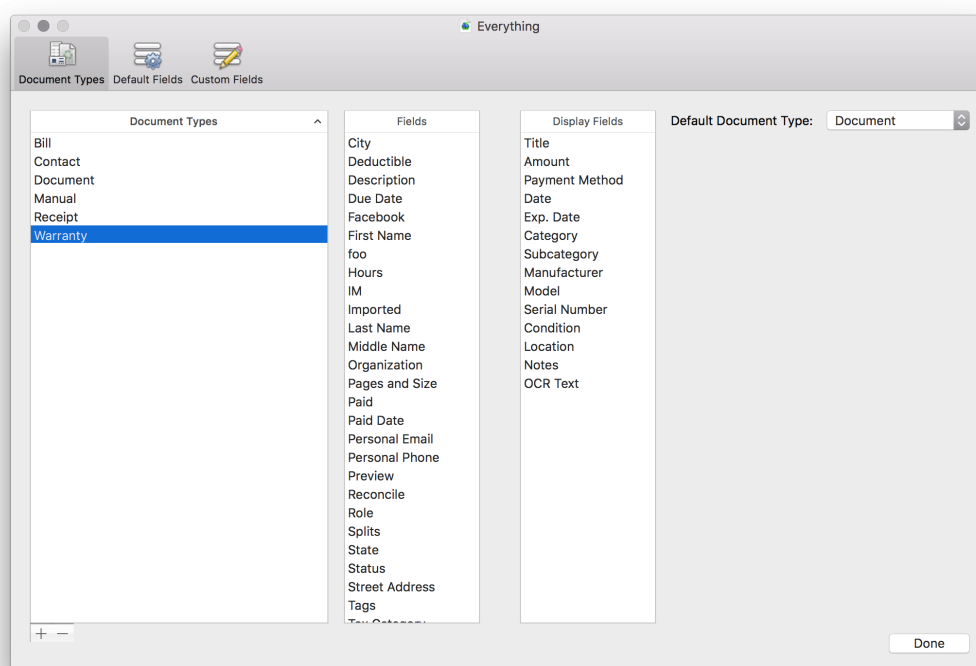 Everything
Document Types Default Fields Custom Fields
Document Types
Bill
Contact
Document
Manual
Receipt
Warranty
Fields
City
Deductible
Description
Due Date
Facebook
First Name
foo
Hours
IM
Imported
Last Name
Middle Name
Organization
Pages and Size
Paid
Paid Date
Personal Email
Personal Phone
Preview
Reconcile
Role
Splits
State
Status
Street Address
Tags
Tax Category
Display Fields
Title
Amount
Payment Method
Date
Exp. Date
Category
Subcategory
Manufacturer
Model
Serial Number
Condition
Location
Notes
OCR Text
Default Document Type: Document
Done